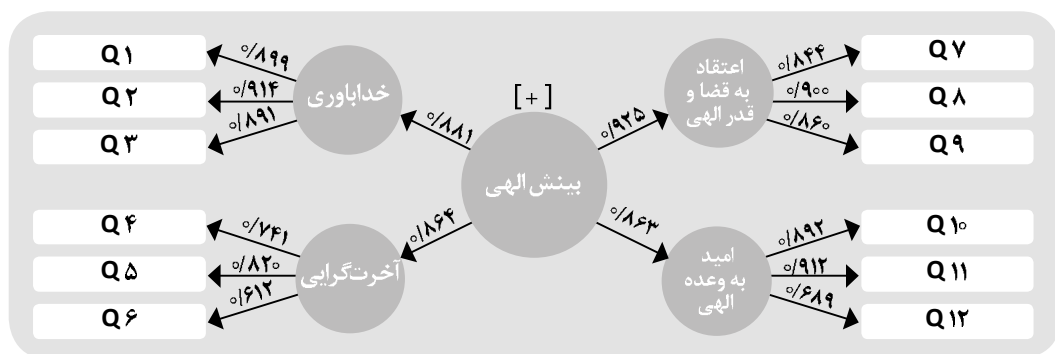 Q۱
Q۲
Q۳
۰/۸۹۹
۰/۹۱۴
۰/۸۹۱
خداباوری
۰/۸۸۱
[+]
بینش الهی
۰/۹۲۵
اعتقاد
به قضا و
قدر الهی
۰/۸۴۴
۰/۹۰۰
۰/۸۶۰
Q۷
Q۸
Q۹
Q۴
Q۵
Q۶
۰/۷۴۱
۰/۸۲۰
۰/۶۱۲
آخرت‌گرایی
۰/۸۶۴
۰/۸۶۳
امید
به وعده
الهی
۰/۸۹۲
۰/۹۱۲
۰/۶۸۹
Q۱۰
Q۱۱
Q۱۲